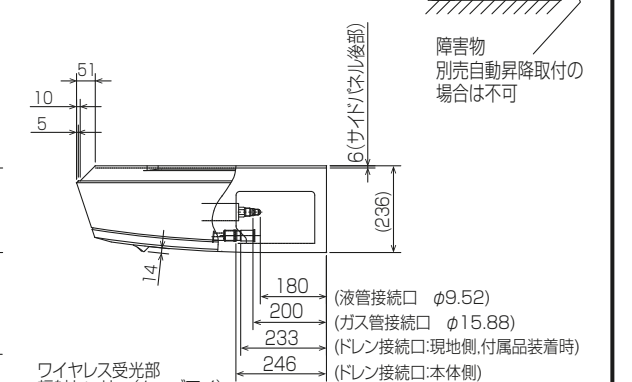 障害物
別売自動昇降取付の
場合は不可
51
10
5
6(サイドパネル後部)
(236)
14
180 (液管接続口 φ9.52)
200 (ガス管接続口 φ15.88)
233 (ドレン接続口:現地側,付属品装着時)
246 (ドレン接続口:本体側)
ワイヤレス受光部